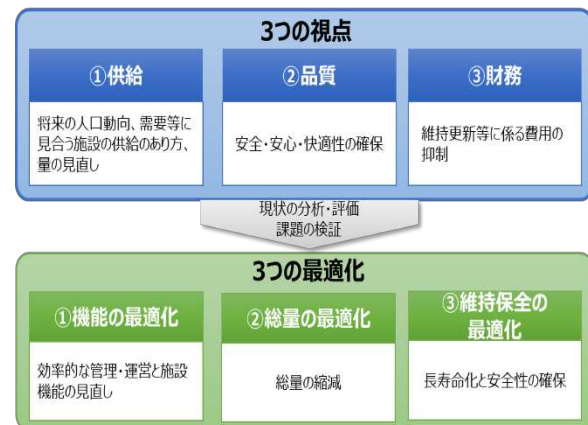 3つの視点
①供給
将来の人口動向、需要等に
見合う施設の供給のあり方、
量の見直し
②品質
安全・安心・快適性の確保
③財務
維持更新等に係る費用の
抑制
現状の分析・評価
課題の検証
3つの最適化
①機能の最適化
効率的な管理・運営と施設
機能の見直し
②総量の最適化
総量の縮減
③維持保全の
最適化
長寿命化と安全性の確保